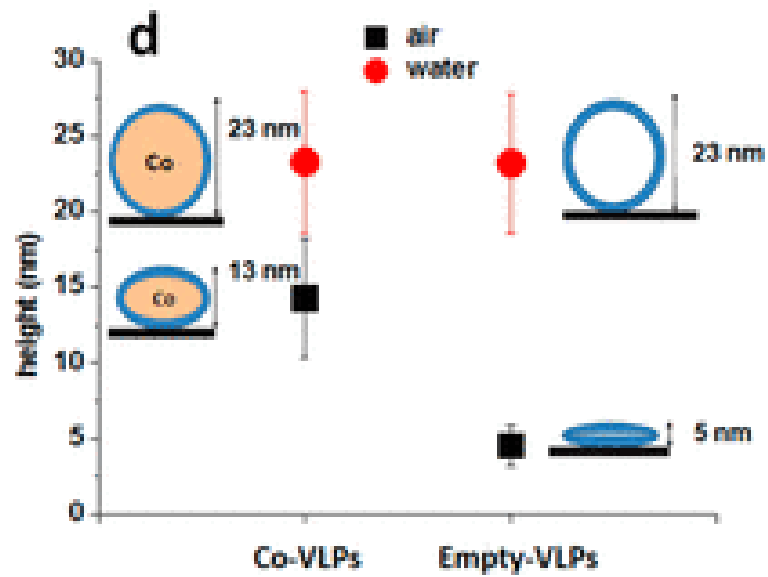 d
air
water
30
25
20
15
10
5
0
height (nm)
Co
23 nm
23 nm
Co
13 nm
5 nm
Co-VLPs
Empty-VLPs